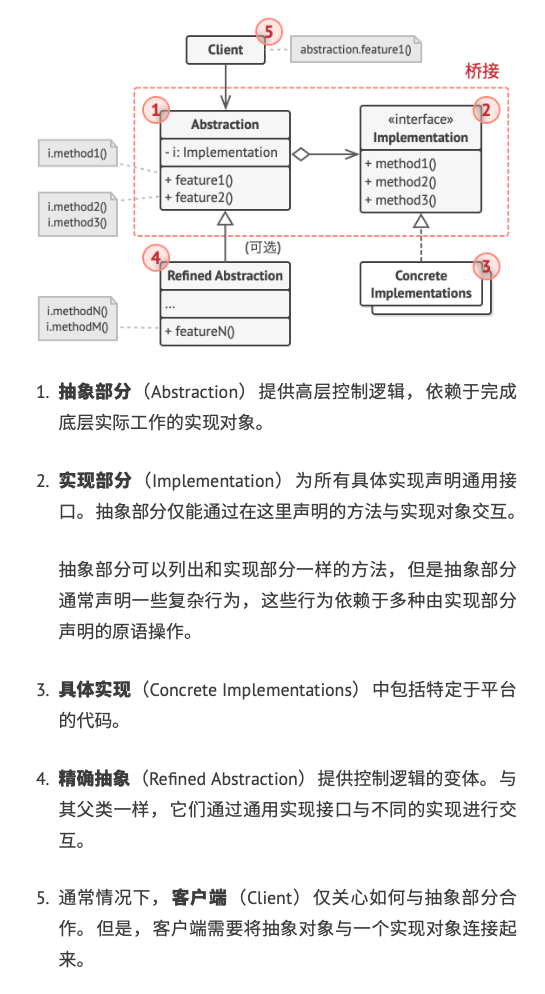 5
Client
abstraction.feature1()
桥接
1
Abstraction
- i: Implementation
+ feature1()
+ feature2()
2
«interface»
Implementation
+ method1()
+ method2()
+ method3()
i.method1()
i.method2()
i.method3()
4
(可选)
Refined Abstraction
...
+ featureN()
3
Concrete
Implementations
i.methodN()
i.methodM()
1. 抽象部分（Abstraction）提供高层控制逻辑，依赖于完成
底层实际工作的实现对象。
2. 实现部分（Implementation）为所有具体实现声明通用接
口。抽象部分仅能通过在这里声明的方法与实现对象交互。
抽象部分可以列出和实现部分一样的方法，但是抽象部分
通常声明一些复杂行为，这些行为依赖于多种由实现部分
声明的原语操作。
3. 具体实现（Concrete Implementations）中包括特定于平台
的代码。
4. 精确抽象（Refined Abstraction）提供控制逻辑的变体。与
其父类一样，它们通过通用实现接口与不同的实现进行交
互。
5. 通常情况下，客户端（Client）仅关心如何与抽象部分合
作。但是，客户端需要将抽象对象与一个实现对象连接起
来。